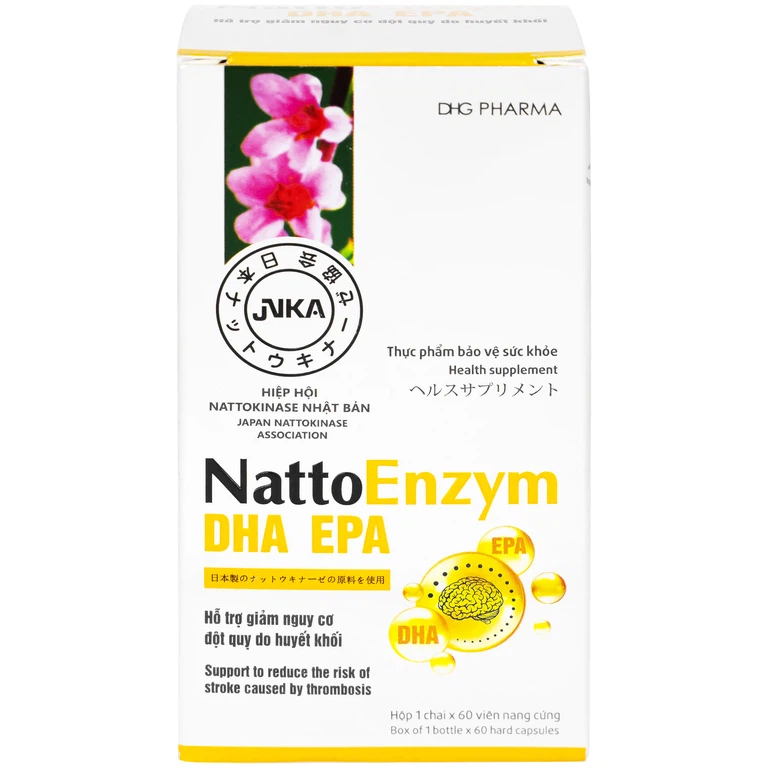 DHA EPA
Hỗ trợ giảm nguy cơ đột quỵ do huyết khối
DHG PHARMA
日本ナットウキナーゼ協会
JNKA
HIỆP HỘI
NATTOKINASE NHẬT BẢN
JAPAN NATTOKINASE
ASSOCIATION
Thực phẩm bảo vệ sức khỏe
Health supplement
ヘルスサプリメント
NattoEnzym
DHA EPA
日本製のナットウキナーゼの原料を使用
EPA
DHA
Hỗ trợ giảm nguy cơ
đột quỵ do huyết khối
Support to reduce the risk of
stroke caused by thrombosis
Hộp 1 chai x 60 viên nang cứng
Box of 1 bottle x 60 hard capsules